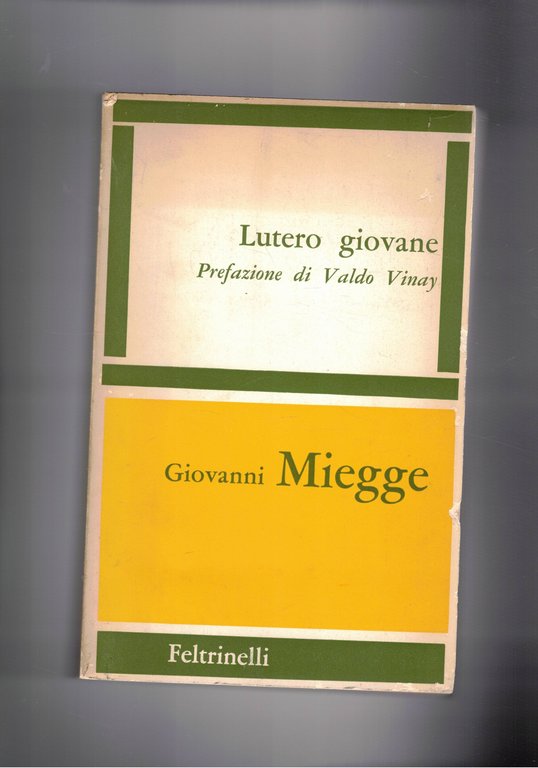 Lutero giovane
Prefazione di Valdo Vinay
Giovanni Miegge
Feltrinelli